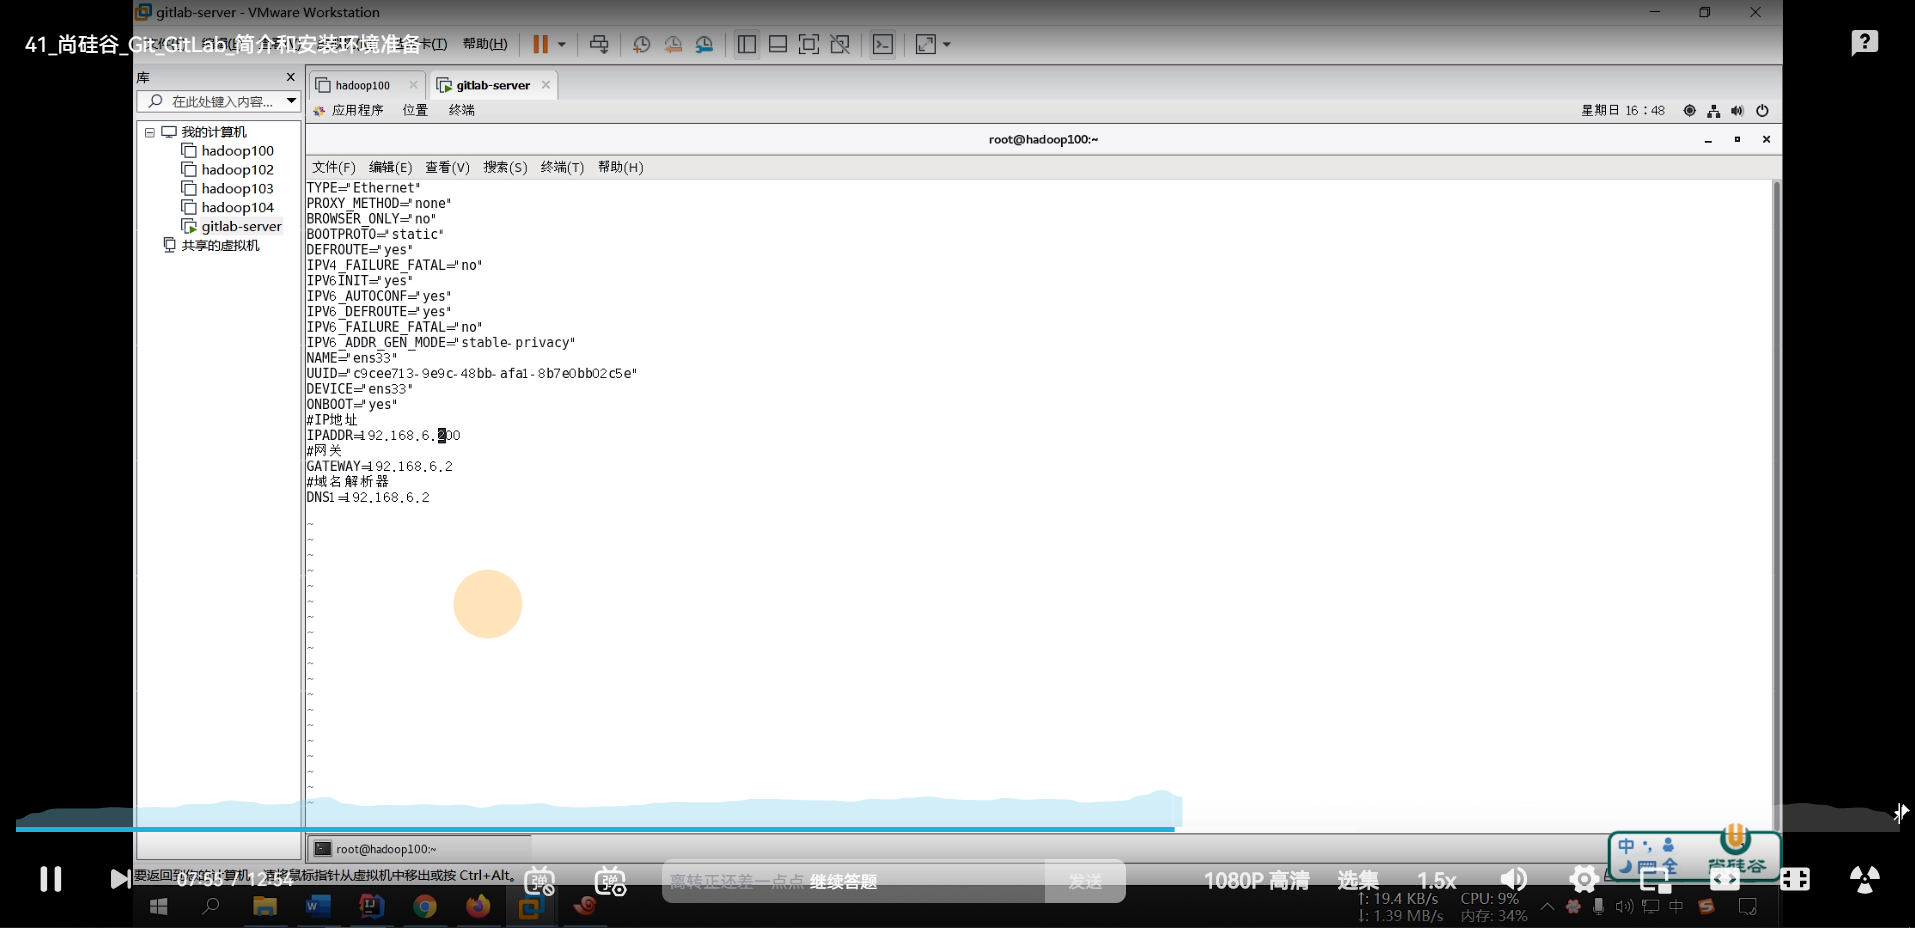 gitlab-server - VMware Workstation
41_尚硅谷_Git_GitLab_简介和安装环境准备
卡(T) 帮助(H)
库
在此处键入内容...
我的计算机
hadoop100
hadoop102
hadoop103
hadoop104
gitlab-server
共享的虚拟机
hadoop100 gitlab-server
应用程序 位置 终端 星期日 16:48
root@hadoop100:~
文件(F) 编辑(E) 查看(V) 搜索(S) 终端(T) 帮助(H)
TYPE="Ethernet"
PROXY_METHOD="none"
BROWSER_ONLY="no"
BOOTPROTO="static"
DEFROUTE="yes"
IPV4_FAILURE_FATAL="no"
IPV6INIT="yes"
IPV6_AUTOCONF="yes"
IPV6_DEFROUTE="yes"
IPV6_FAILURE_FATAL="no"
IPV6_ADDR_GEN_MODE="stable-privacy"
NAME="ens33"
UUID="c9cee713-9e9c-48bb-afa1-8b7e0bb02c5e"
DEVICE="ens33"
ONBOOT="yes"
#IP地址
IPADDR=192.168.6.200
#网关
GATEWAY=192.168.6.2
#域名解析器
DNS1=192.168.6.2
root@hadoop100:~
中 全
尚硅谷
要返回到你的计算机，请将鼠标指针从虚拟机中移出或按 Ctrl+Alt。
07:53 / 12:54
弹 弹
离转正还差一点点 继续答题 发送
1080P 高清 选集 1.5x
↑: 19.4 KB/s CPU: 9%
↓: 1.39 MB/s 内存: 34%
中